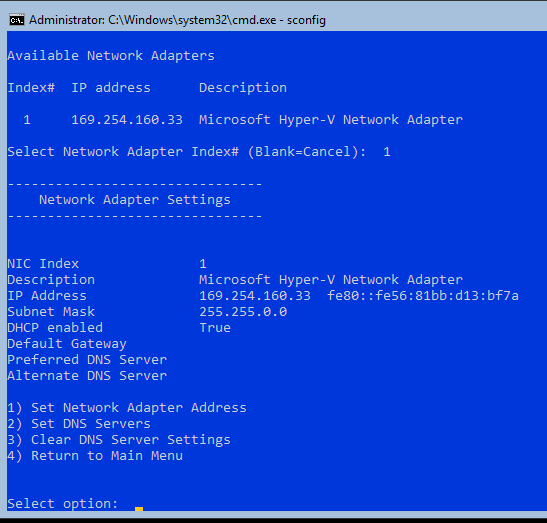 Administrator: C:\Windows\system32\cmd.exe - sconfig
Available Network Adapters
Index#  IP address      Description
  1     169.254.160.33  Microsoft Hyper-V Network Adapter
Select Network Adapter Index# (Blank=Cancel):  1
--------------------------------
    Network Adapter Settings
--------------------------------
NIC Index               1
Description             Microsoft Hyper-V Network Adapter
IP Address              169.254.160.33  fe80::fe56:81bb:d13:bf7a
Subnet Mask             255.255.0.0
DHCP enabled            True
Default Gateway
Preferred DNS Server
Alternate DNS Server
1) Set Network Adapter Address
2) Set DNS Servers
3) Clear DNS Server Settings
4) Return to Main Menu
Select option: